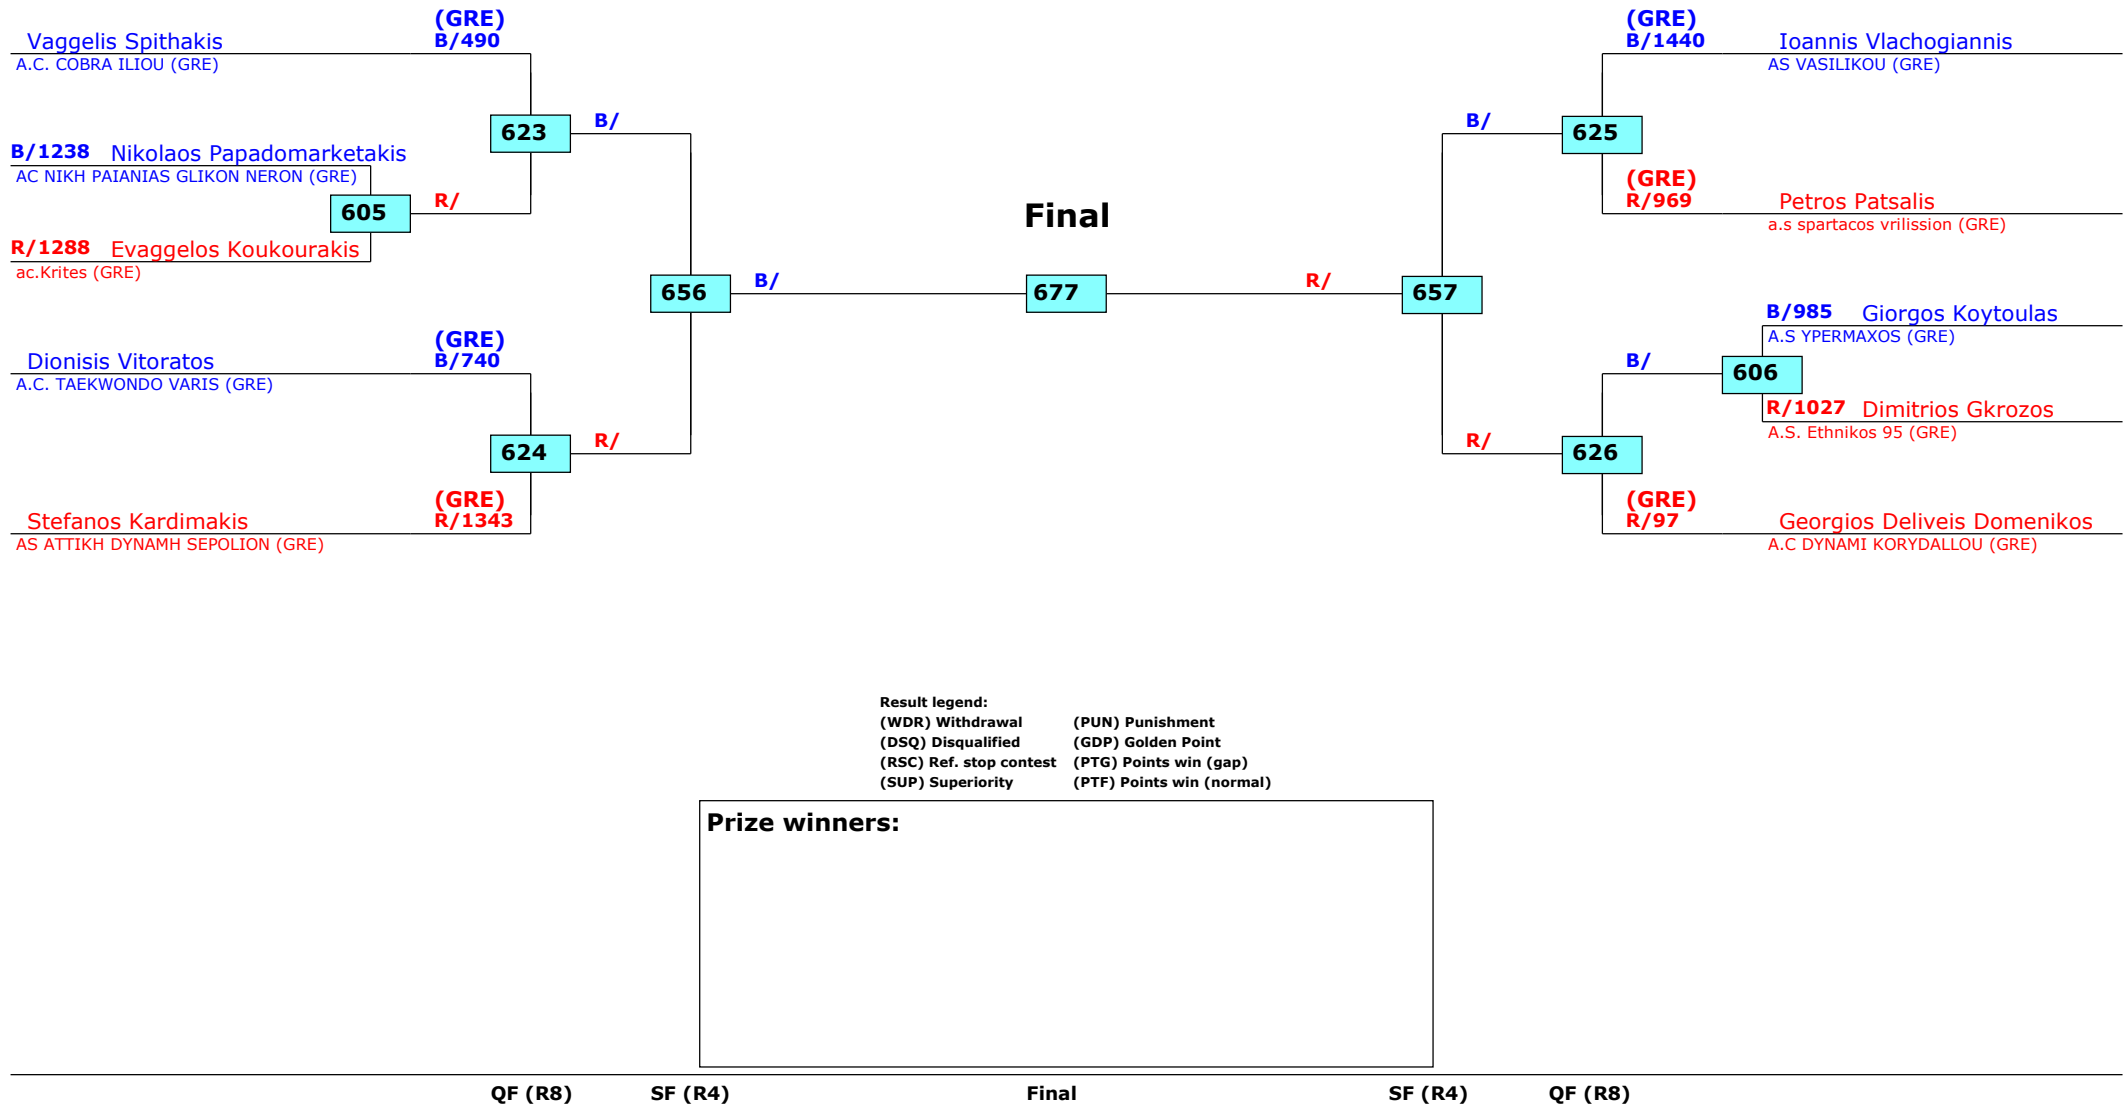 (GRE)
B/490
Vaggelis Spithakis
A.C. COBRA ILIOU (GRE)
623
B/
B/1238 Nikolaos Papadomarketakis
AC NIKH PAIANIAS GLIKON NERON (GRE)
605
R/
R/1288 Evaggelos Koukourakis
ac.Krites (GRE)
656
B/
(GRE)
B/740
Dionisis Vitoratos
A.C. TAEKWONDO VARIS (GRE)
624
R/
(GRE)
R/1343
Stefanos Kardimakis
AS ATTIKH DYNAMH SEPOLION (GRE)
Final
677
(GRE)
B/1440
Ioannis Vlachogiannis
AS VASILIKOU (GRE)
B/
625
(GRE)
R/969
Petros Patsalis
a.s spartacos vrilission (GRE)
R/
657
B/985 Giorgos Koytoulas
A.S YPERMAXOS (GRE)
B/
606
R/1027 Dimitrios Gkrozos
A.S. Ethnikos 95 (GRE)
R/
626
(GRE)
R/97
Georgios Deliveis Domenikos
A.C DYNAMI KORYDALLOU (GRE)
Result legend:
(WDR) Withdrawal (PUN) Punishment
(DSQ) Disqualified (GDP) Golden Point
(RSC) Ref. stop contest (PTG) Points win (gap)
(SUP) Superiority (PTF) Points win (normal)
Prize winners:
QF (R8) SF (R4) Final SF (R4) QF (R8)